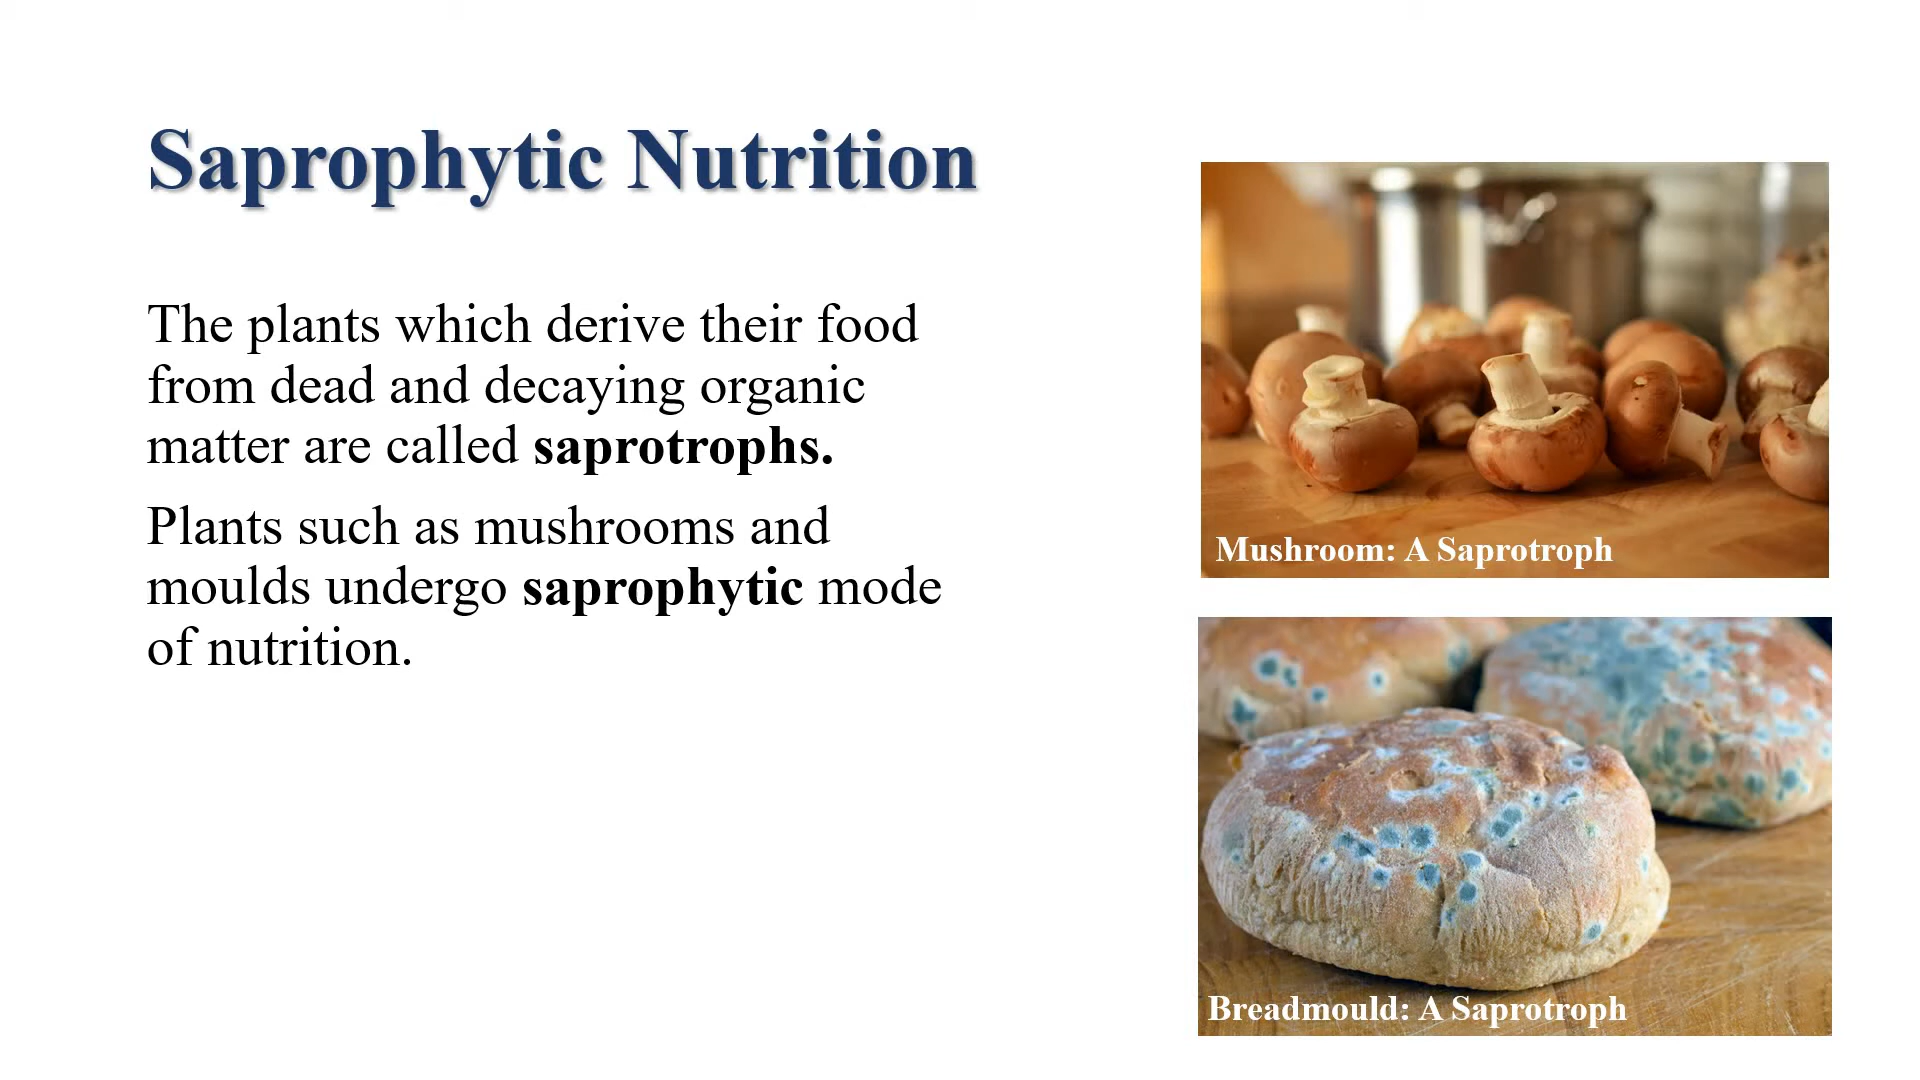 Saprophytic Nutrition
The plants which derive their food
from dead and decaying organic
matter are called saprotrophs.
Plants such as mushrooms and
moulds undergo saprophytic mode
of nutrition.
Mushroom: A Saprotroph
Breadmould: A Saprotroph